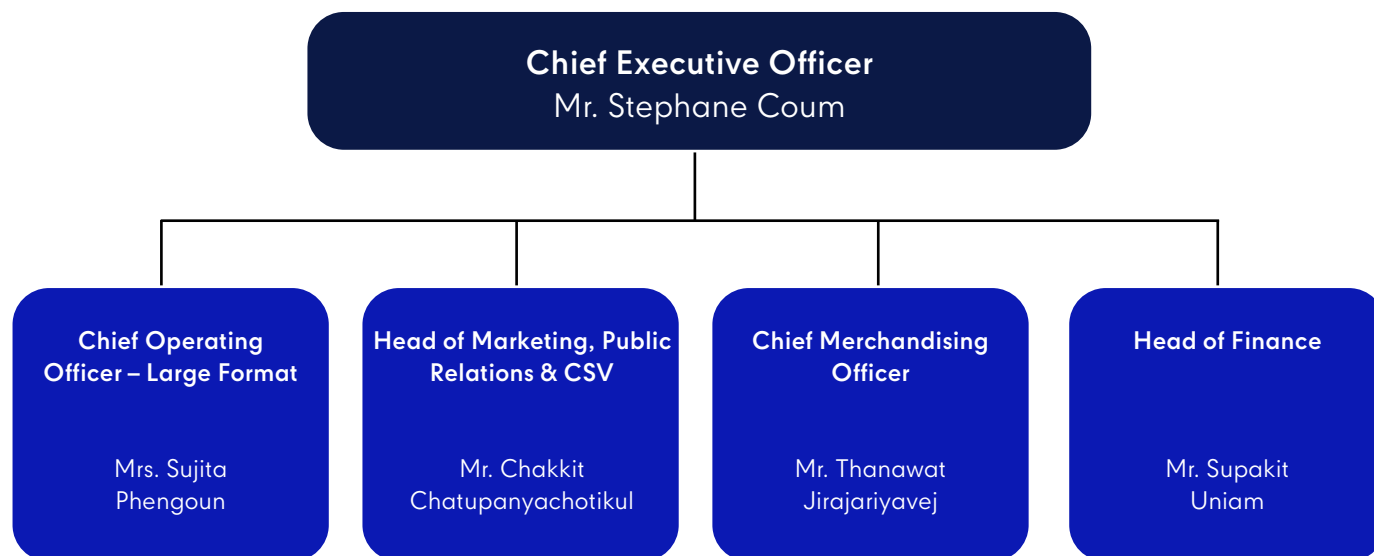 Chief Executive Officer
Mr. Stephane Coum
Chief Operating
Officer – Large Format
Mrs. Sujita
Phengoun
Head of Marketing, Public
Relations & CSV
Mr. Chakkit
Chatupanyachotikul
Chief Merchandising
Officer
Mr. Thanawat
Jirajariyavej
Head of Finance
Mr. Supakit
Uniam